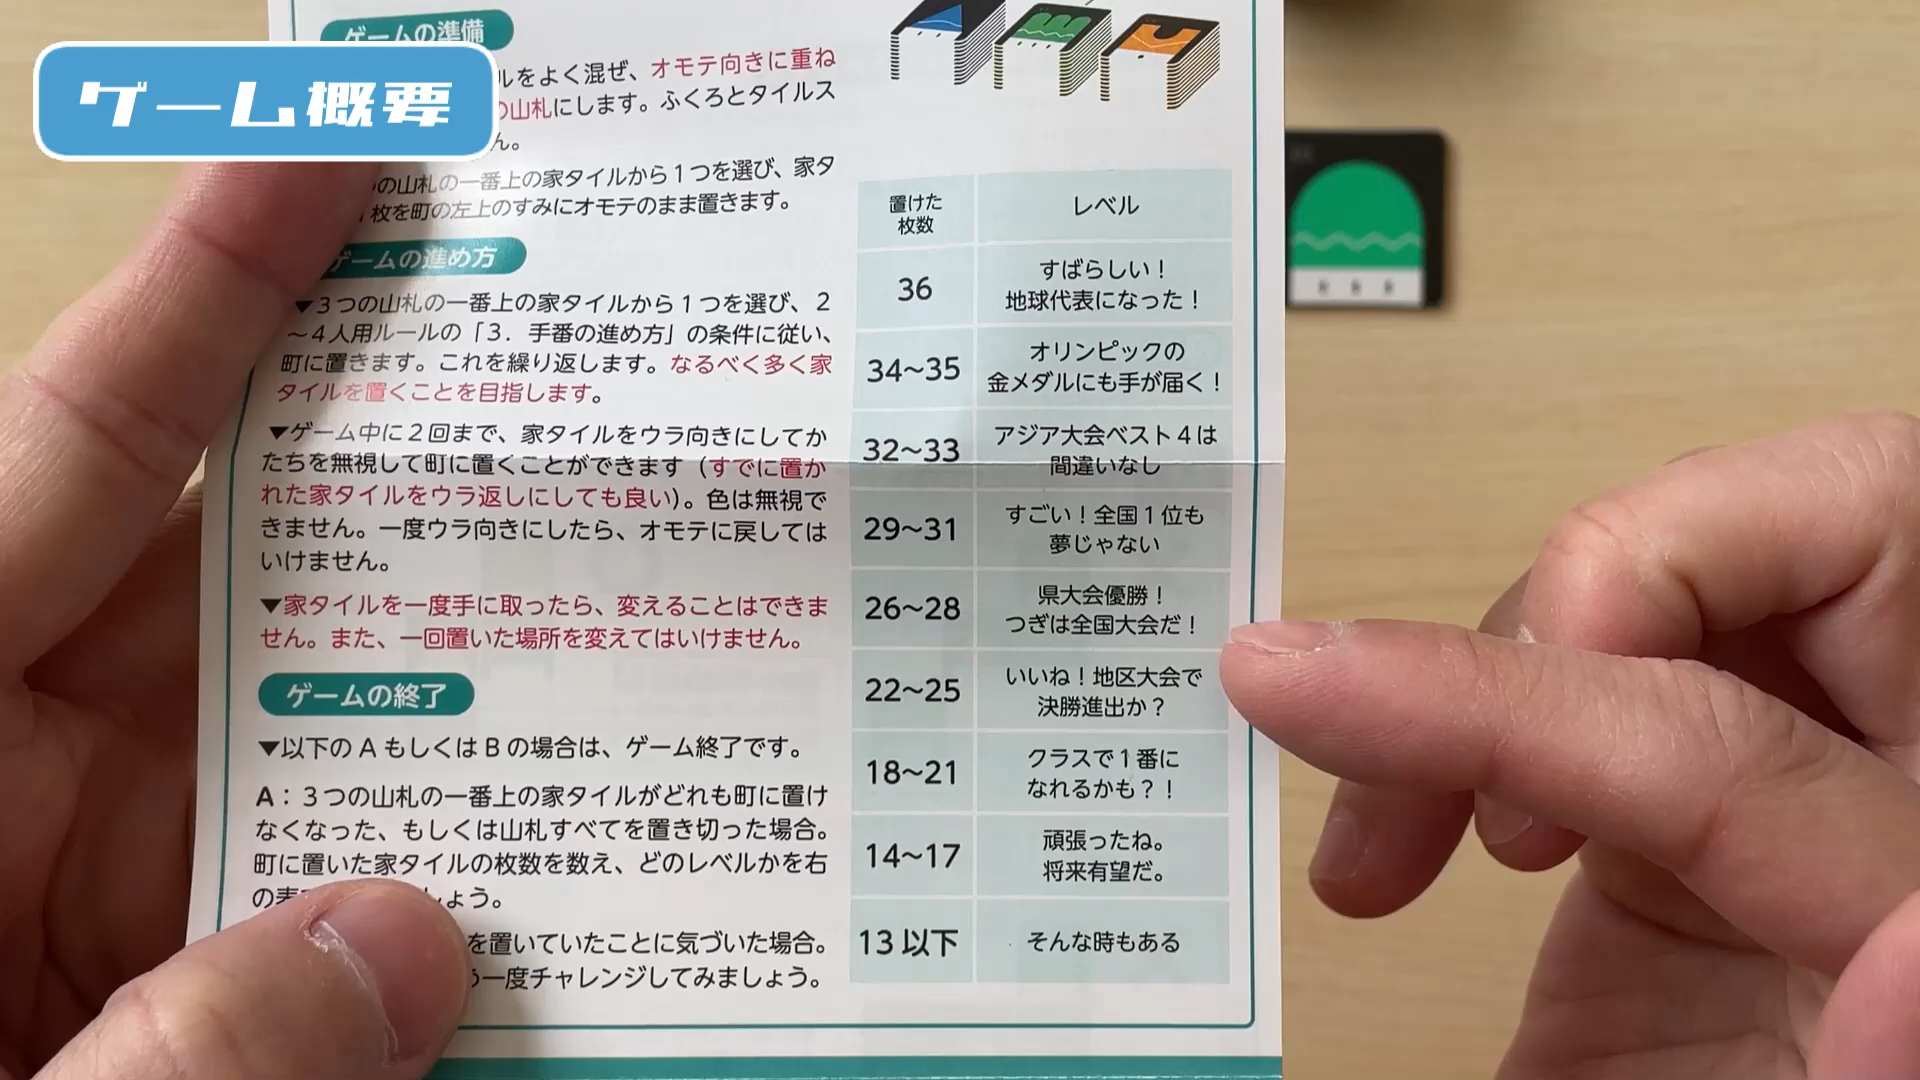 ゲーム概要
ゲームの準備
ルをよく混ぜ、オモテ向きに重ね
の山札にします。ふくろとタイルス
ん。
の山札の一番上の家タイルから1つを選び、家タ
枚を町の左上のすみにオモテのまま置きます。
ゲームの進め方
▼3つの山札の一番上の家タイルから1つを選び、2
〜4人用ルールの「3. 手番の進め方」の条件に従い、
町に置きます。これを繰り返します。なるべく多く家
タイルを置くことを目指します。
▼ゲーム中に2回まで、家タイルをウラ向きにしてか
たちを無視して町に置くことができます（すでに置か
れた家タイルをウラ返しにしても良い）。色は無視で
きません。一度ウラ向きにしたら、オモテに戻しては
いけません。
▼家タイルを一度手に取ったら、変えることはできま
せん。また、一回置いた場所を変えてはいけません。
ゲームの終了
▼以下のAもしくはBの場合は、ゲーム終了です。
A：3つの山札の一番上の家タイルがどれも町に置け
なくなった、もしくは山札すべてを置き切った場合。
町に置いた家タイルの枚数を数え、どのレベルかを右
の表 しょう。
を置いていたことに気づいた場合。
う一度チャレンジしてみましょう。
置けた
枚数
レベル
36
すばらしい！
地球代表になった！
34〜35
オリンピックの
金メダルにも手が届く！
32〜33
アジア大会ベスト4は
間違いなし
29〜31
すごい！全国1位も
夢じゃない
26〜28
県大会優勝！
つぎは全国大会だ！
22〜25
いいね！地区大会で
決勝進出か？
18〜21
クラスで1番に
なれるかも？！
14〜17
頑張ったね。
将来有望だ。
13以下
そんな時もある